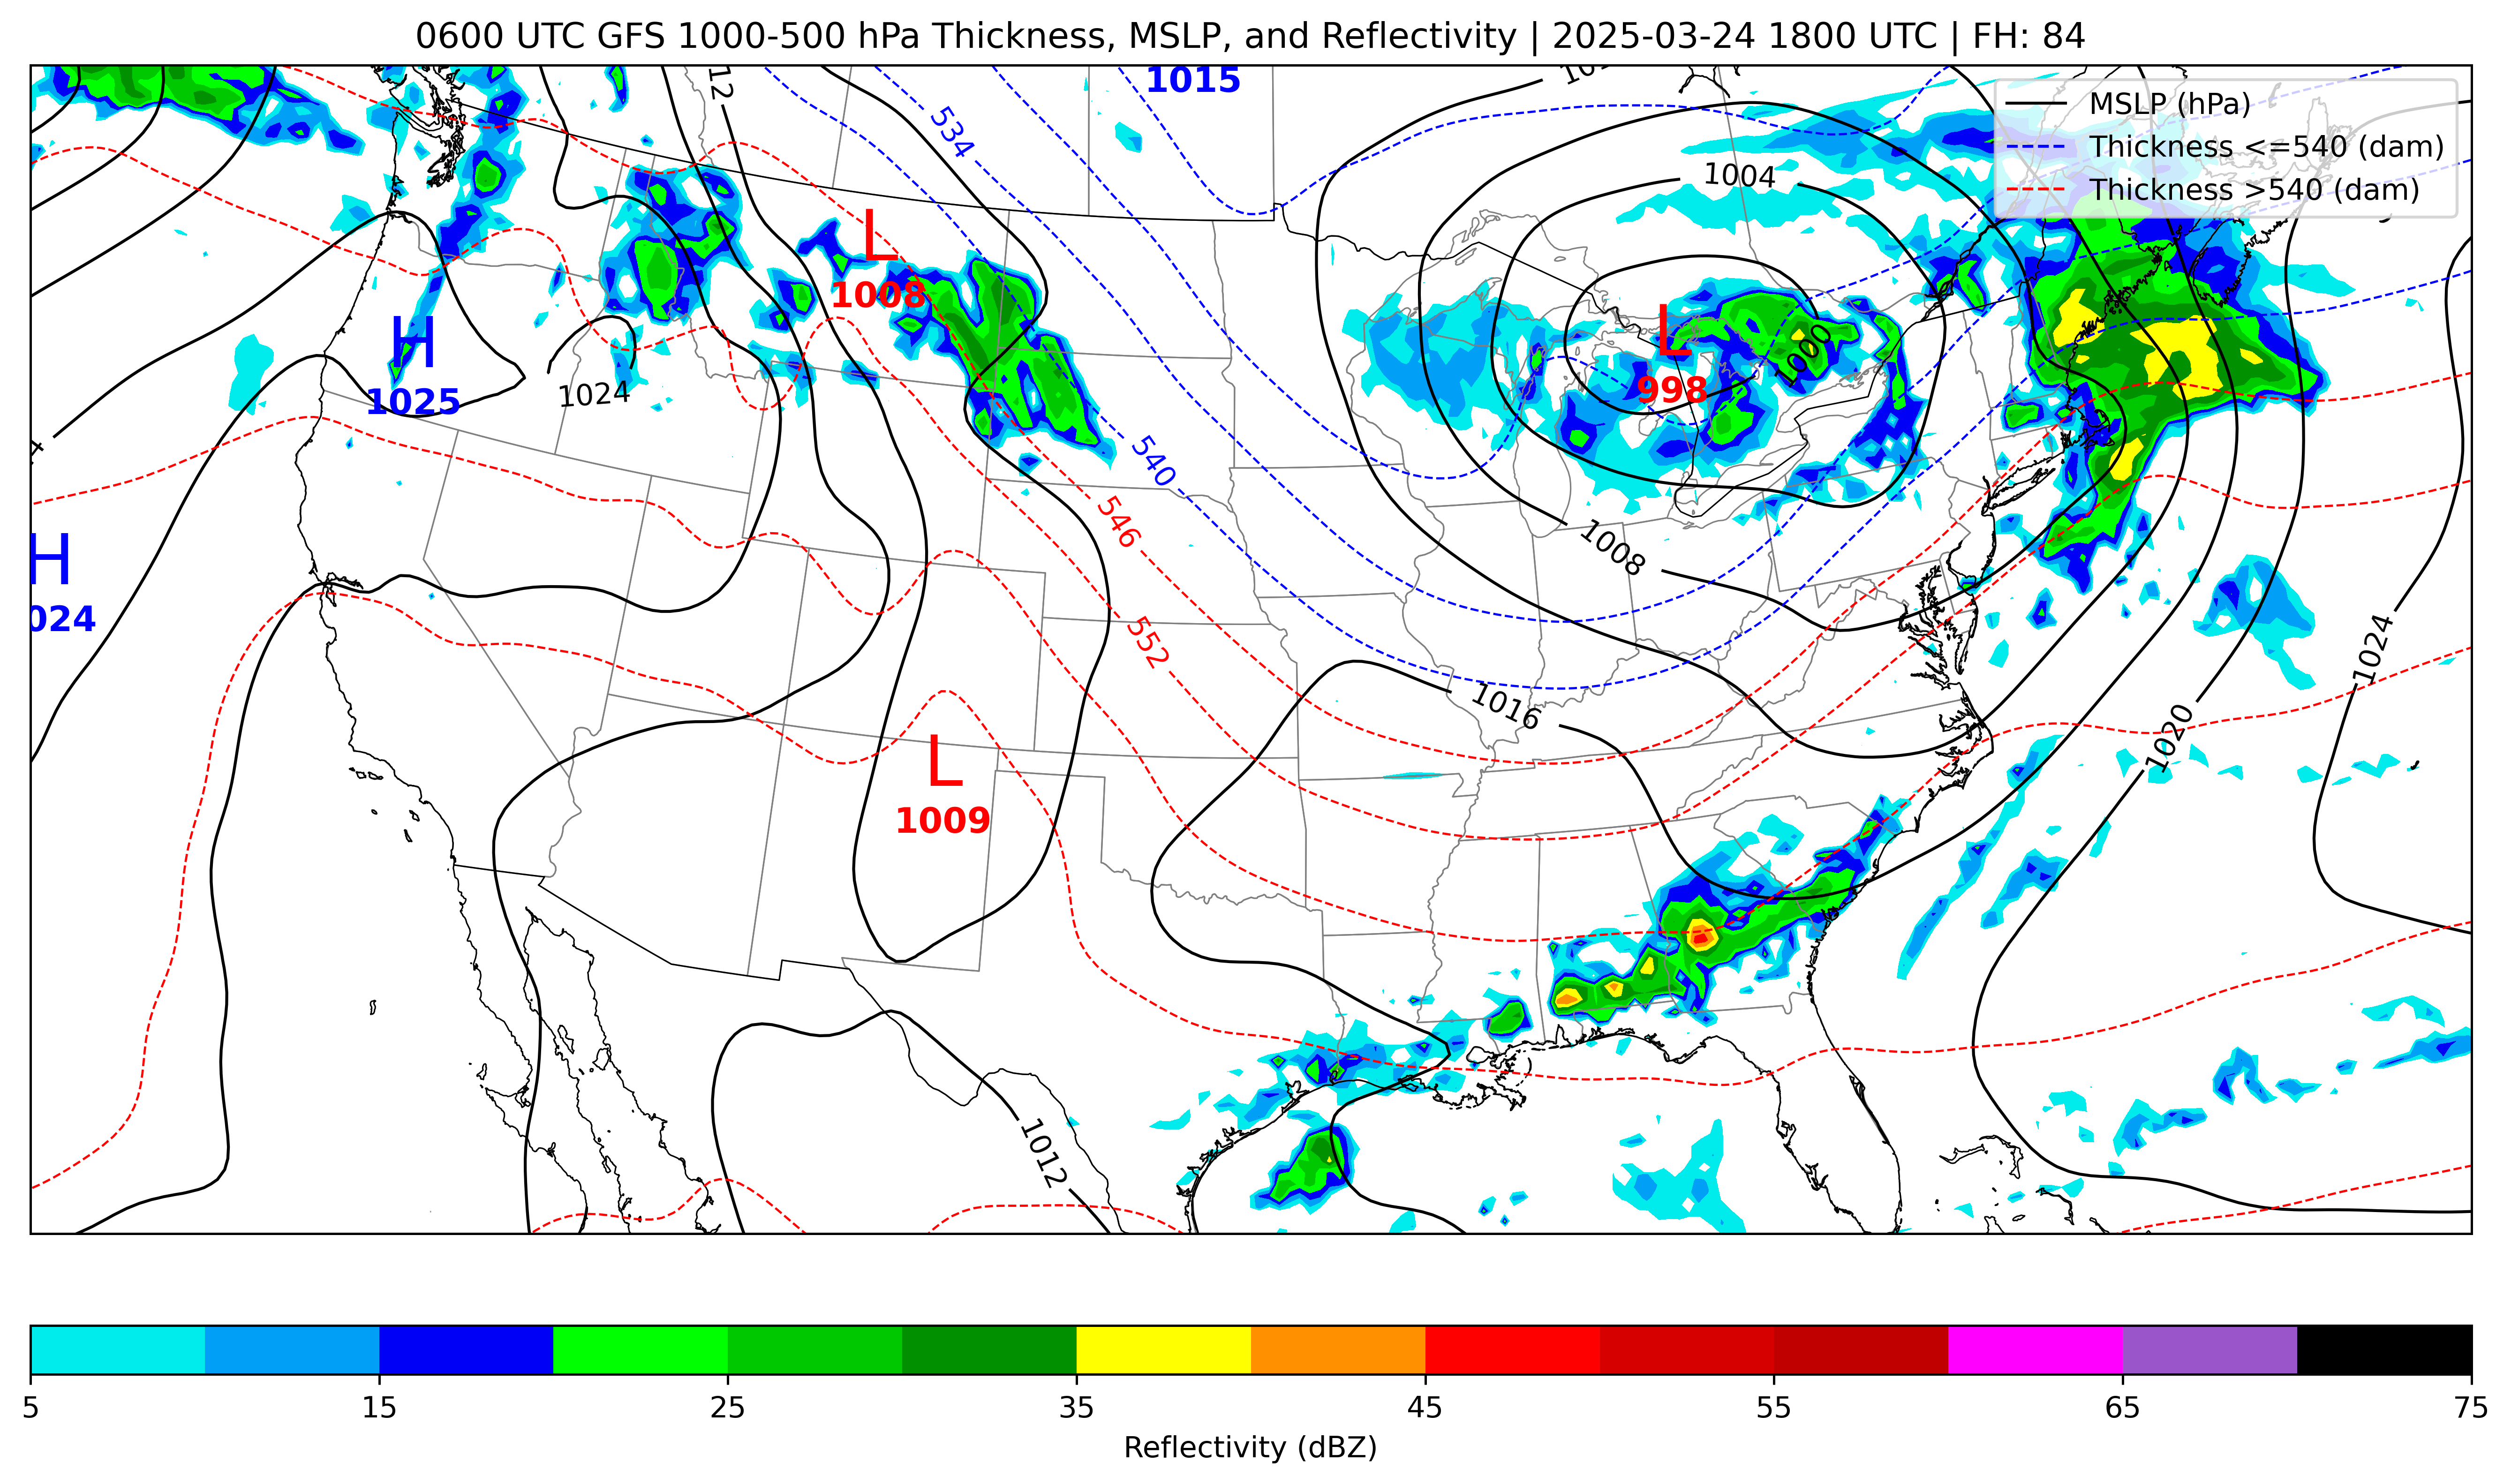 0600 UTC GFS 1000-500 hPa Thickness, MSLP, and Reflectivity | 2025-03-24 1800 UTC | FH: 84
MSLP (hPa)
Thickness <=540 (dam)
Thickness >540 (dam)
1015
534
1004
L
1008
L
998
1000
H
1025
1024
540
546
1008
H
024
552
1024
1016
1020
L
1009
1012
5 15 25 35 45 55 65 75
Reflectivity (dBZ)